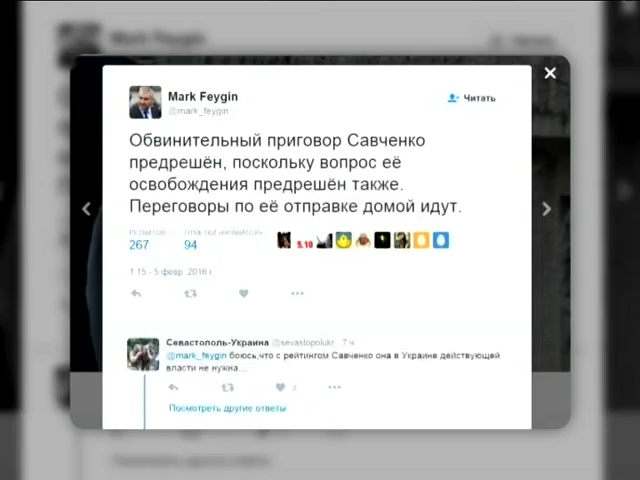 Mark Feygin
@mark_feygin
Читать
Обвинительный приговор Савченко
предрешён, поскольку вопрос её
освобождения предрешён также.
Переговоры по её отправке домой идут.
267 94
5.10
1:15 - 5 февр. 2016 г.
Севастополь-Украина @sevastopolukr · 7 ч
@mark_feygin боюсь,что с рейтингом Савченко она в Украине действующей
власти не нужна....
Посмотреть другие ответы